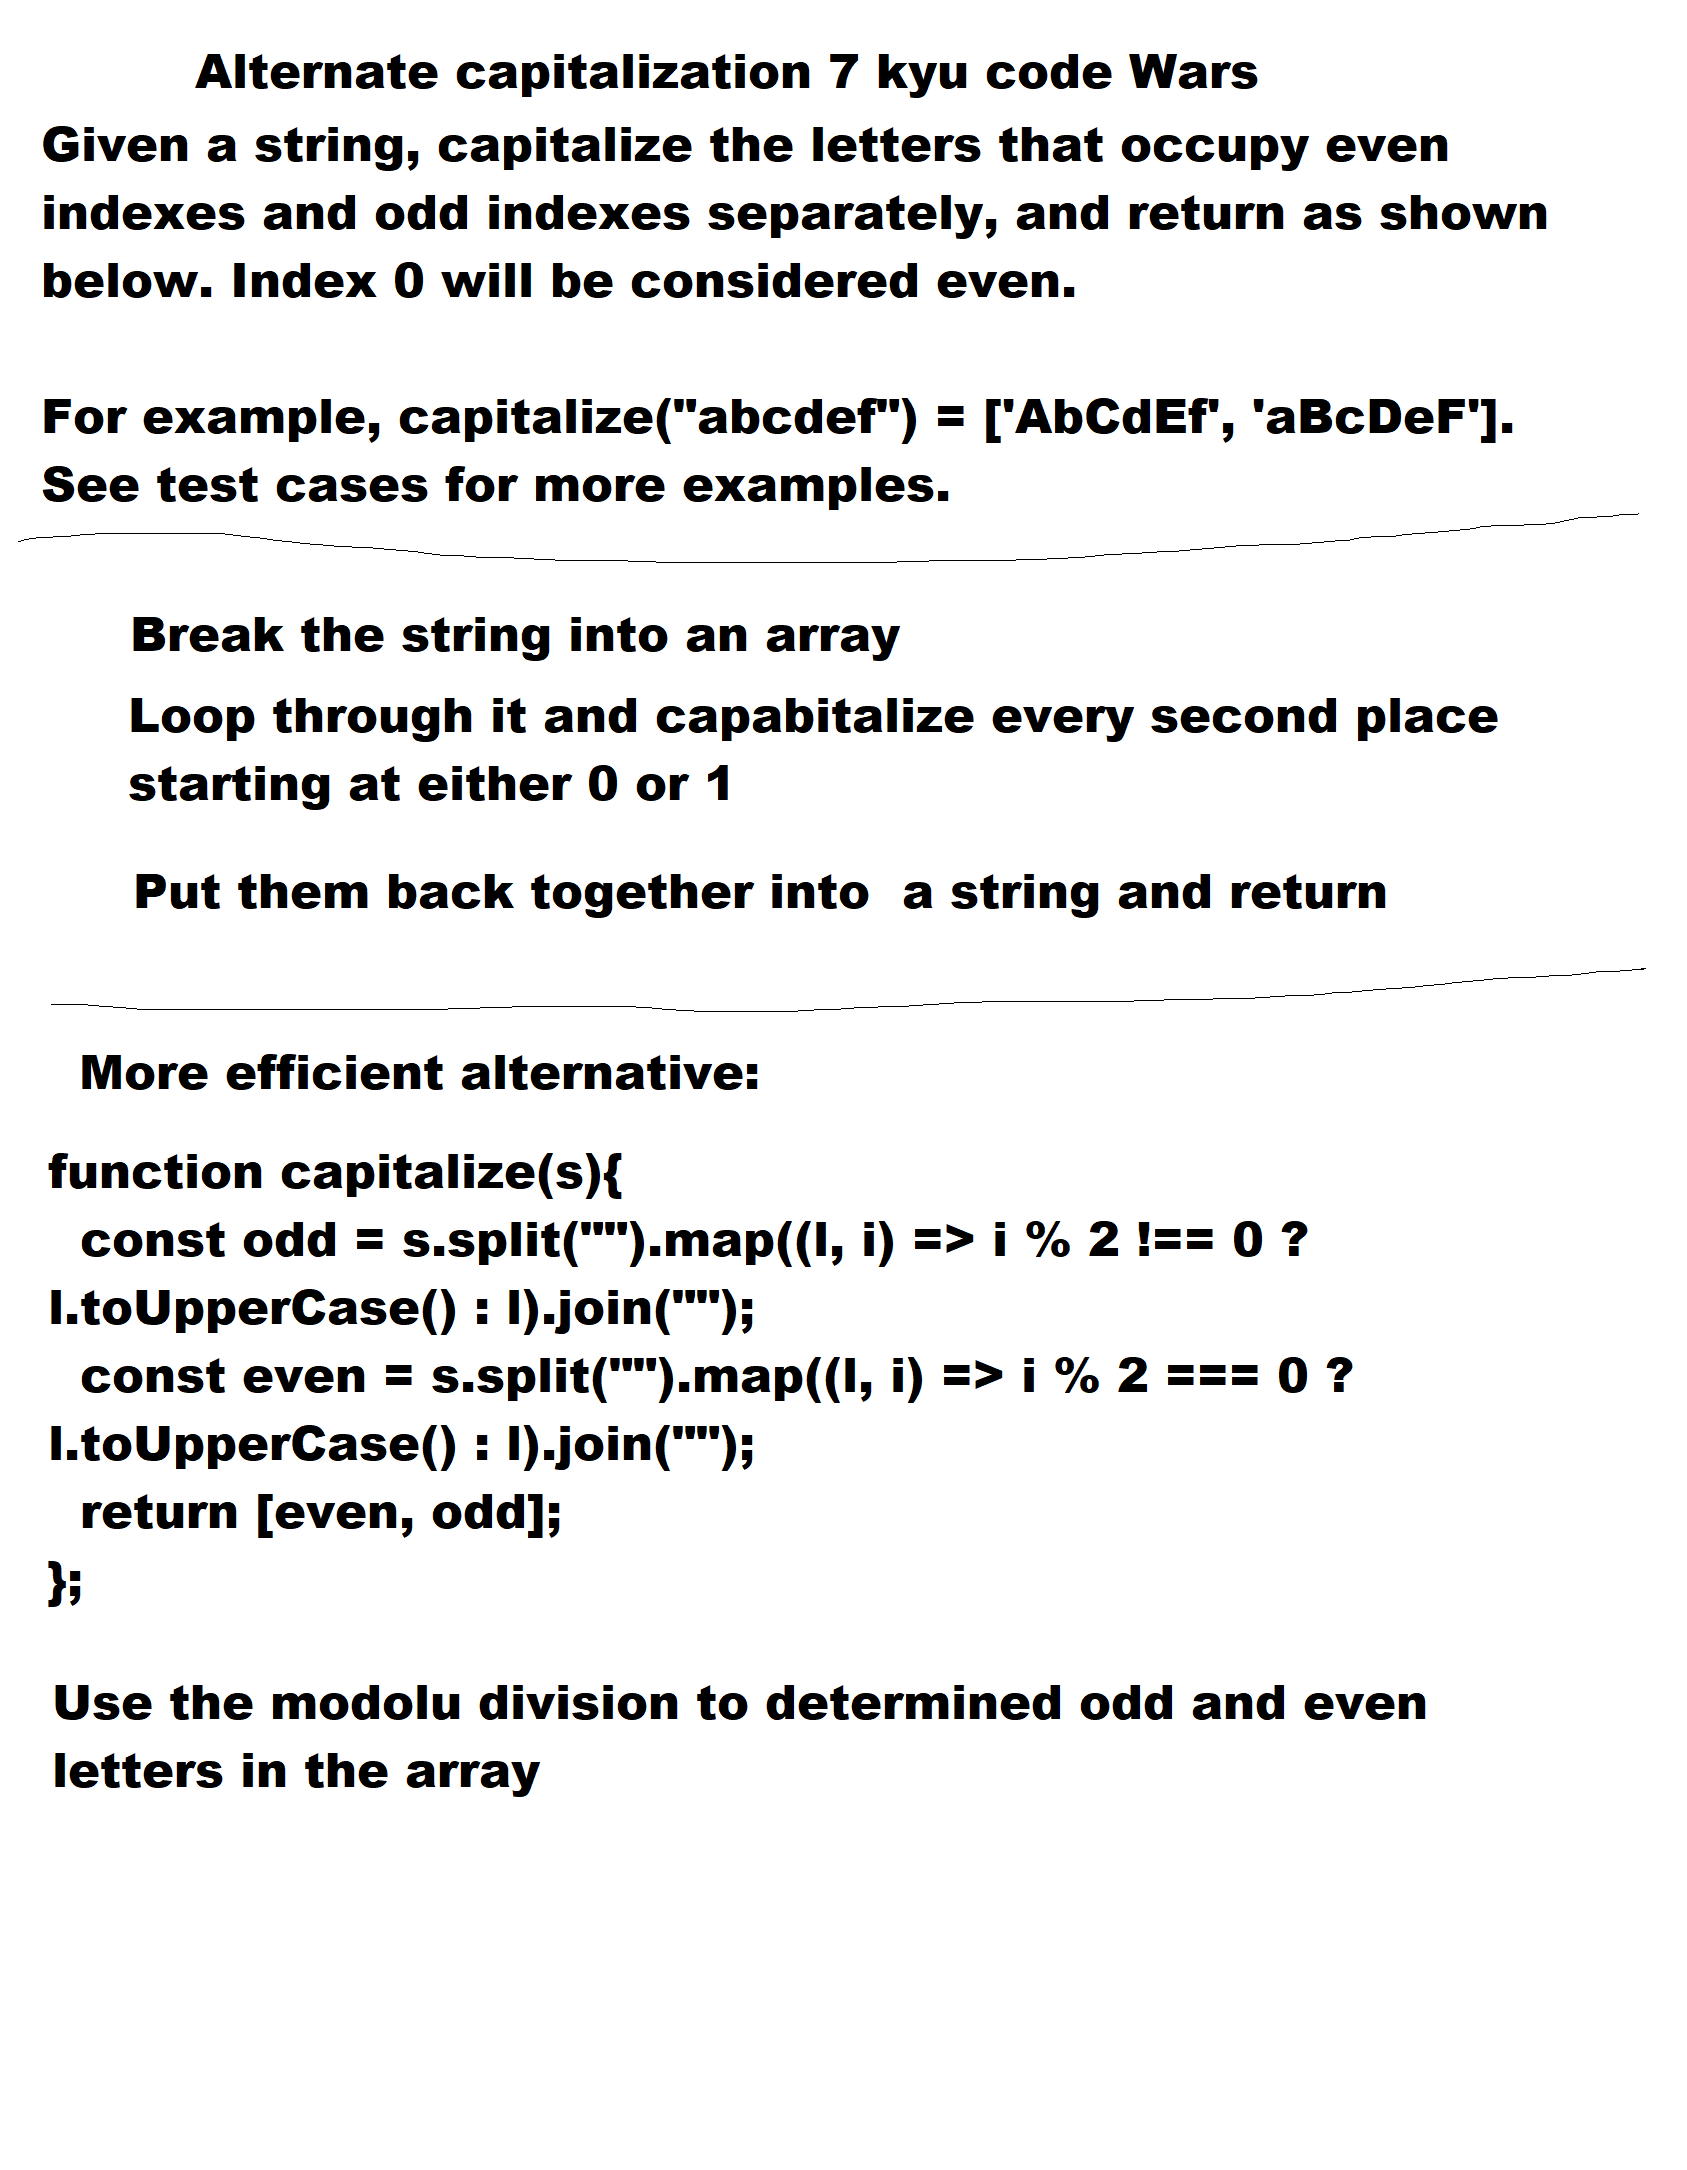 Alternate capitalization 7 kyu code Wars
Given a string, capitalize the letters that occupy even
indexes and odd indexes separately, and return as shown
below. Index 0 will be considered even.
For example, capitalize("abcdef") = ['AbCdEf', 'aBcDeF'].
See test cases for more examples.
Break the string into an array
Loop through it and capabitalize every second place
starting at either 0 or 1
Put them back together into  a string and return
More efficient alternative:
function capitalize(s){
  const odd = s.split("").map((l, i) => i % 2 !== 0 ?
l.toUpperCase() : l).join("");
  const even = s.split("").map((l, i) => i % 2 === 0 ?
l.toUpperCase() : l).join("");
  return [even, odd];
};
Use the modolu division to determined odd and even
letters in the array